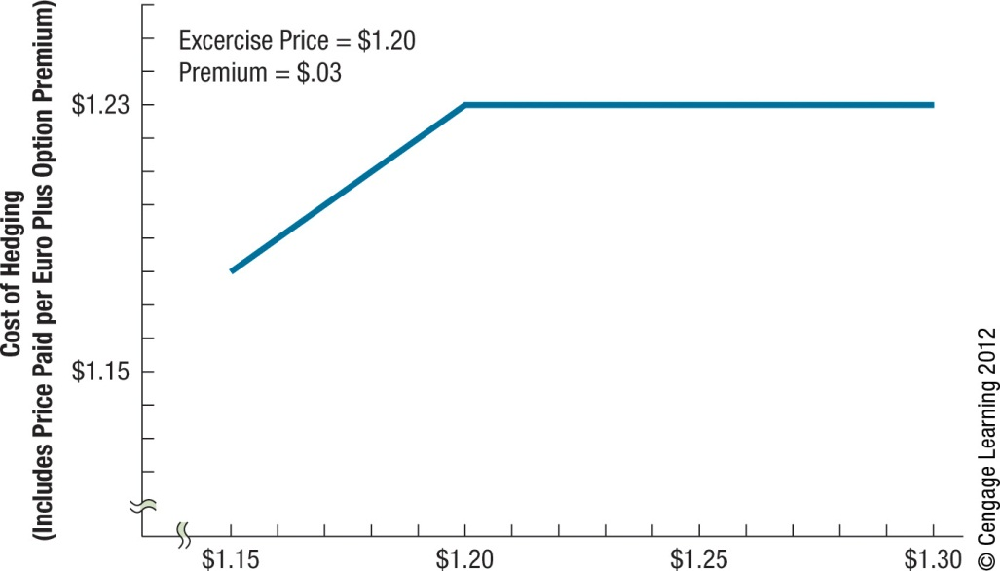 Excercise Price = $1.20
Premium = $.03
Cost of Hedging
(Includes Price Paid per Euro Plus Option Premium)
$1.23
$1.15
$1.15 $1.20 $1.25 $1.30
© Cengage Learning 2012